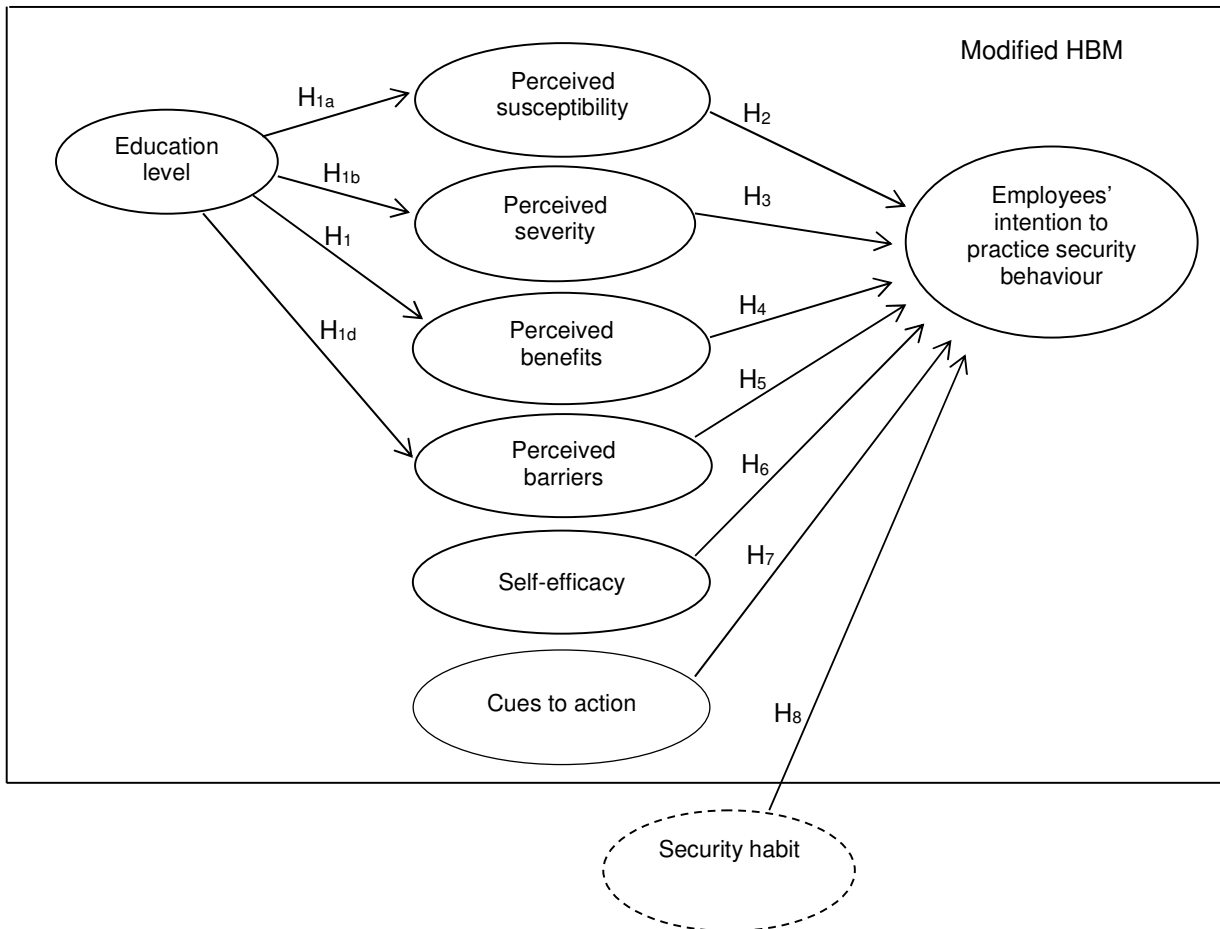 Modified HBM
Education
level
H1a
H1b
H1
H1d
Perceived
susceptibility
Perceived
severity
Perceived
benefits
Perceived
barriers
Self-efficacy
Cues to action
H2
H3
H4
H5
H6
H7
H8
Employees’
intention to
practice security
behaviour
Security habit